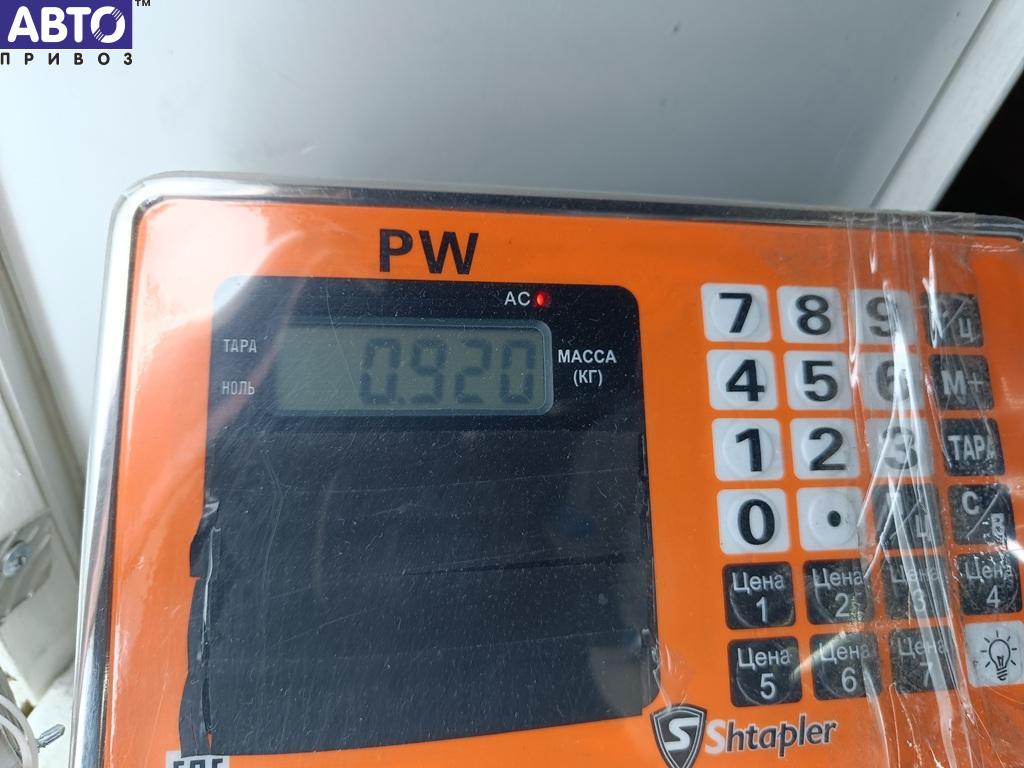 АВТО™
ПРИВОЗ
PW
AC
ТАРА
НОЛЬ
0.920
МАССА
(КГ)
7 8 9
4 5 6 M+
1 2 3 ТАРА
0 • С/В
Цена 1 Цена 2 Цена 3 Цена 4
Цена 5 Цена 6 Цена 7
S Shtapler